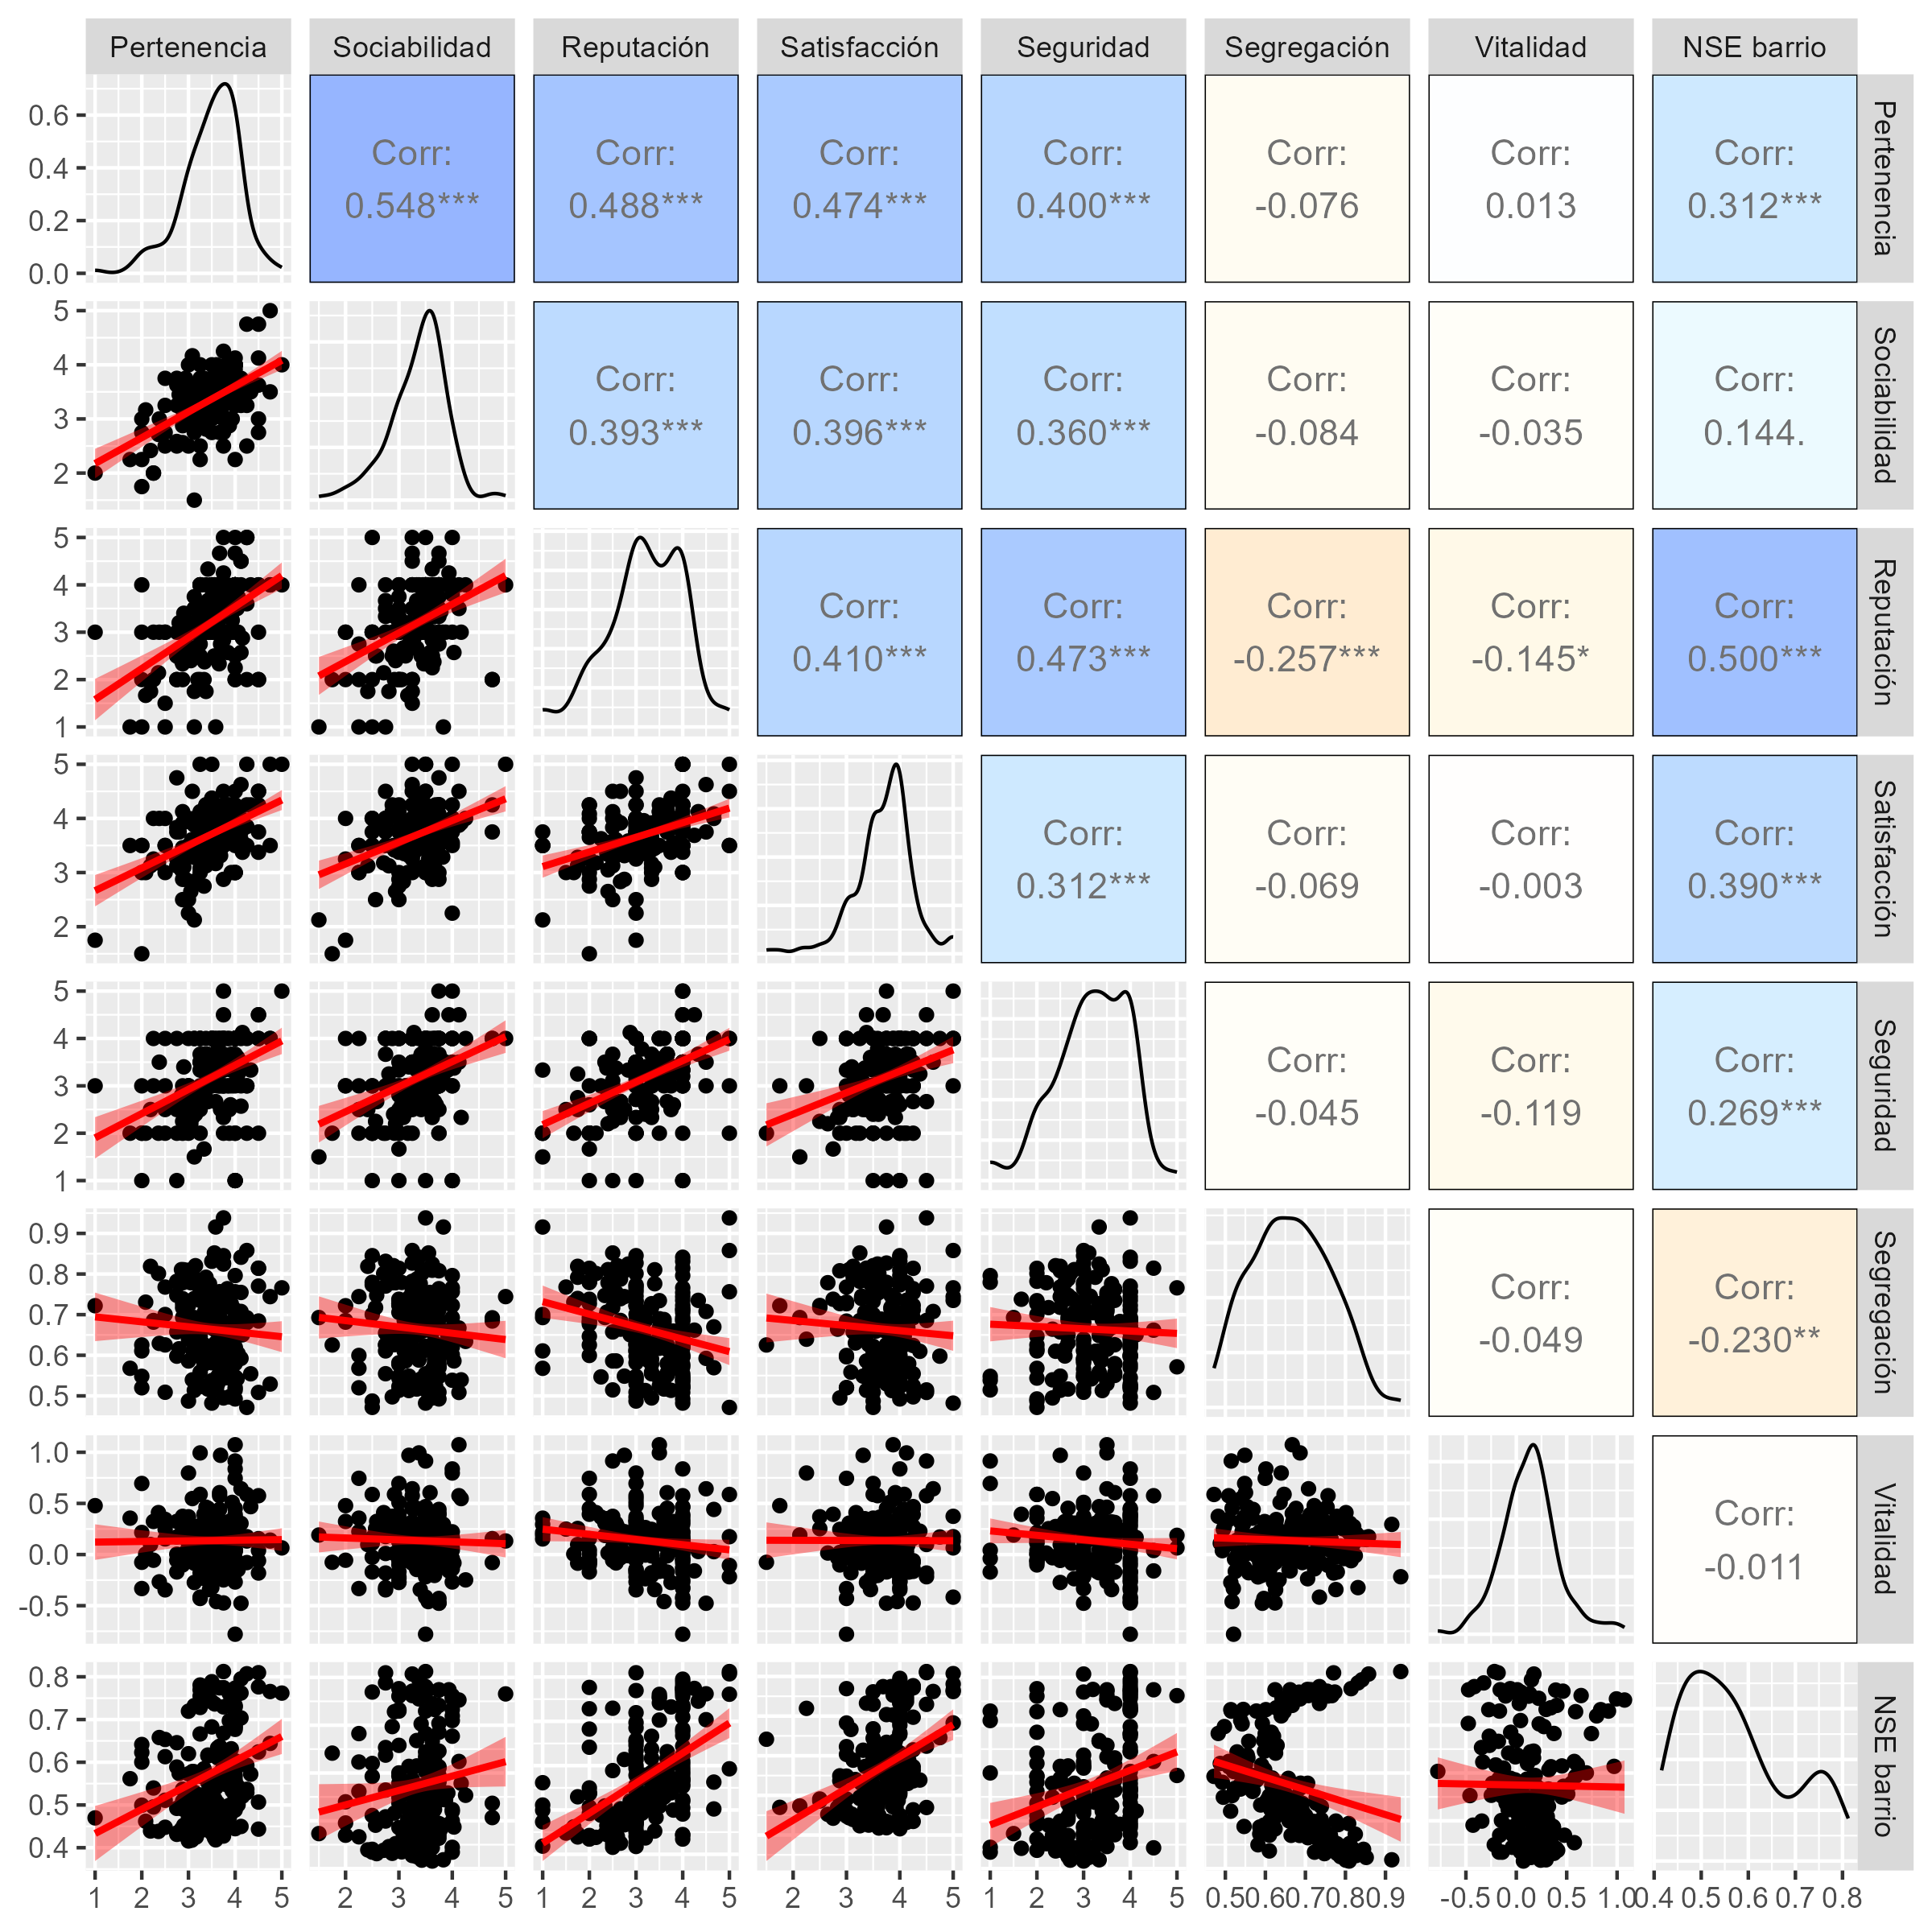 Pertenencia Sociabilidad Reputación Satisfacción Seguridad Segregación Vitalidad NSE barrio
0.6
0.4
0.2
0.0
Corr: Corr: Corr: Corr: Corr: Corr: Corr:
0.548*** 0.488*** 0.474*** 0.400*** -0.076 0.013 0.312***
Pertenencia
5
4
3
2
Corr: Corr: Corr: Corr: Corr: Corr:
0.393*** 0.396*** 0.360*** -0.084 -0.035 0.144.
Sociabilidad
5
4
3
2
1
Corr: Corr: Corr: Corr: Corr:
0.410*** 0.473*** -0.257*** -0.145* 0.500***
Reputación
5
4
3
2
Corr: Corr: Corr: Corr:
0.312*** -0.069 -0.003 0.390***
Satisfacción
5
4
3
2
1
Corr: Corr: Corr:
-0.045 -0.119 0.269***
Seguridad
0.9
0.8
0.7
0.6
0.5
Corr: Corr:
-0.049 -0.230**
Segregación
1.0
0.5
0.0
-0.5
Corr:
-0.011
Vitalidad
0.8
0.7
0.6
0.5
0.4
NSE barrio
1 2 3 4 5 2 3 4 5 1 2 3 4 5 2 3 4 5 1 2 3 4 5 0.5 0.6 0.7 0.8 0.9 -0.5 0.0 0.5 1.0 0.4 0.5 0.6 0.7 0.8